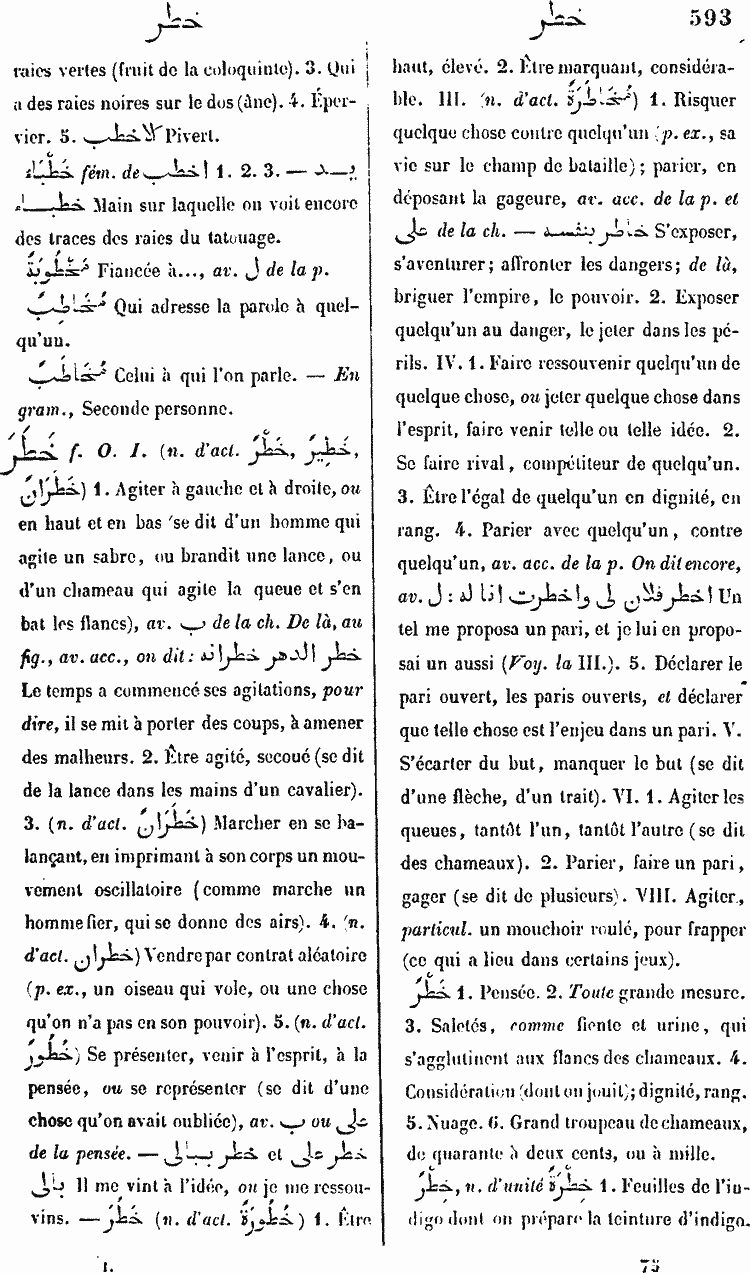 خطر
خطر
593
raies vertes (fruit de la coloquinte). 3. Qui
a des raies noires sur le dos (âne). 4. Éper-
vier. 5. الاخطب Pivert.
خَطْبَاءُ fém. de اخطب 1. 2. 3. — يــد
خطبــاء Main sur laquelle on voit encore
des traces des raies du tatouage.
مَخْطُوبَةٌ Fiancée à..., av. ل de la p.
مُخَاطِبٌ Qui adresse la parole à quel-
qu'un.
مُخَاطَبٌ Celui à qui l'on parle. — En
gram., Seconde personne.
خَطَرَ f. O. I. (n. d'act. خَطْرٌ, خَطِيرٌ,
خَطَرَانٌ) 1. Agiter à gauche et à droite, ou
en haut et en bas (se dit d'un homme qui
agite un sabre, ou brandit une lance, ou
d'un chameau qui agite la queue et s'en
bat les flancs), av. ب de la ch. De là, au
fig., av. acc., on dit : خطر الدهر خطرانه
Le temps a commencé ses agitations, pour
dire, il se mit à porter des coups, à amener
des malheurs. 2. Être agité, secoué (se dit
de la lance dans les mains d'un cavalier).
3. (n. d'act. خَطَرَانٌ) Marcher en se ba-
lançant, en imprimant à son corps un mou-
vement oscillatoire (comme marche un
homme fier, qui se donne des airs). 4. (n.
d'act. خطران) Vendre par contrat aléatoire
(p. ex., un oiseau qui vole, ou une chose
qu'on n'a pas en son pouvoir). 5. (n. d'act.
خُطُورٌ) Se présenter, venir à l'esprit, à la
pensée, ou se représenter (se dit d'une
chose qu'on avait oubliée), av. ب ou على
de la pensée. — خطر ببالى et خطر على
بالى Il me vint à l'idée, ou je me ressou-
vins. — خَطُرَ (n. d'act. خُطُورَةٌ) 1. Être
1.
haut, élevé. 2. Être marquant, considéra-
ble. III. (n. d'act. مُخَاطَرَةٌ) 1. Risquer
quelque chose contre quelqu'un (p. ex., sa
vie sur le champ de bataille); parier, en
déposant la gageure, av. acc. de la p. et
على de la ch. — خاطر بنفسه S'exposer,
s'aventurer; affronter les dangers; de là,
briguer l'empire, le pouvoir. 2. Exposer
quelqu'un au danger, le jeter dans les pé-
rils. IV. 1. Faire ressouvenir quelqu'un de
quelque chose, ou jeter quelque chose dans
l'esprit, faire venir telle ou telle idée. 2.
Se faire rival, compétiteur de quelqu'un.
3. Être l'égal de quelqu'un en dignité, en
rang. 4. Parier avec quelqu'un, contre
quelqu'un, av. acc. de la p. On dit encore,
av. ل : اخطر فلان لى واخطرت انا له Un
tel me proposa un pari, et je lui en propo-
sai un aussi (Voy. la III.). 5. Déclarer le
pari ouvert, les paris ouverts, et déclarer
que telle chose est l'enjeu dans un pari. V.
S'écarter du but, manquer le but (se dit
d'une flèche, d'un trait). VI. 1. Agiter les
queues, tantôt l'un, tantôt l'autre (se dit
des chameaux). 2. Parier, faire un pari,
gager (se dit de plusieurs). VIII. Agiter,
particul. un mouchoir roulé, pour frapper
(ce qui a lieu dans certains jeux).
خَطْرٌ 1. Pensée. 2. Toute grande mesure.
3. Saletés, comme fiente et urine, qui
s'agglutinent aux flancs des chameaux. 4.
Considération (dont on jouit); dignité, rang.
5. Nuage. 6. Grand troupeau de chameaux,
de quarante à deux cents, ou à mille.
خِطْرٌ, n. d'unité خِطْرَةٌ 1. Feuilles de l'in-
digo dont on prépare la teinture d'indigo.
75